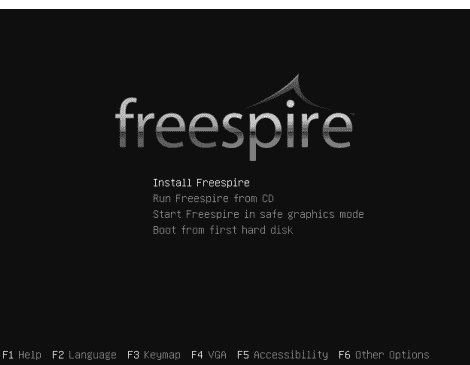 freespire
Install Freespire
Run Freespire from CD
Start Freespire in safe graphics mode
Boot from first hard disk
F1 Help F2 Language F3 Keymap F4 VGA F5 Accessibility F6 Other Options